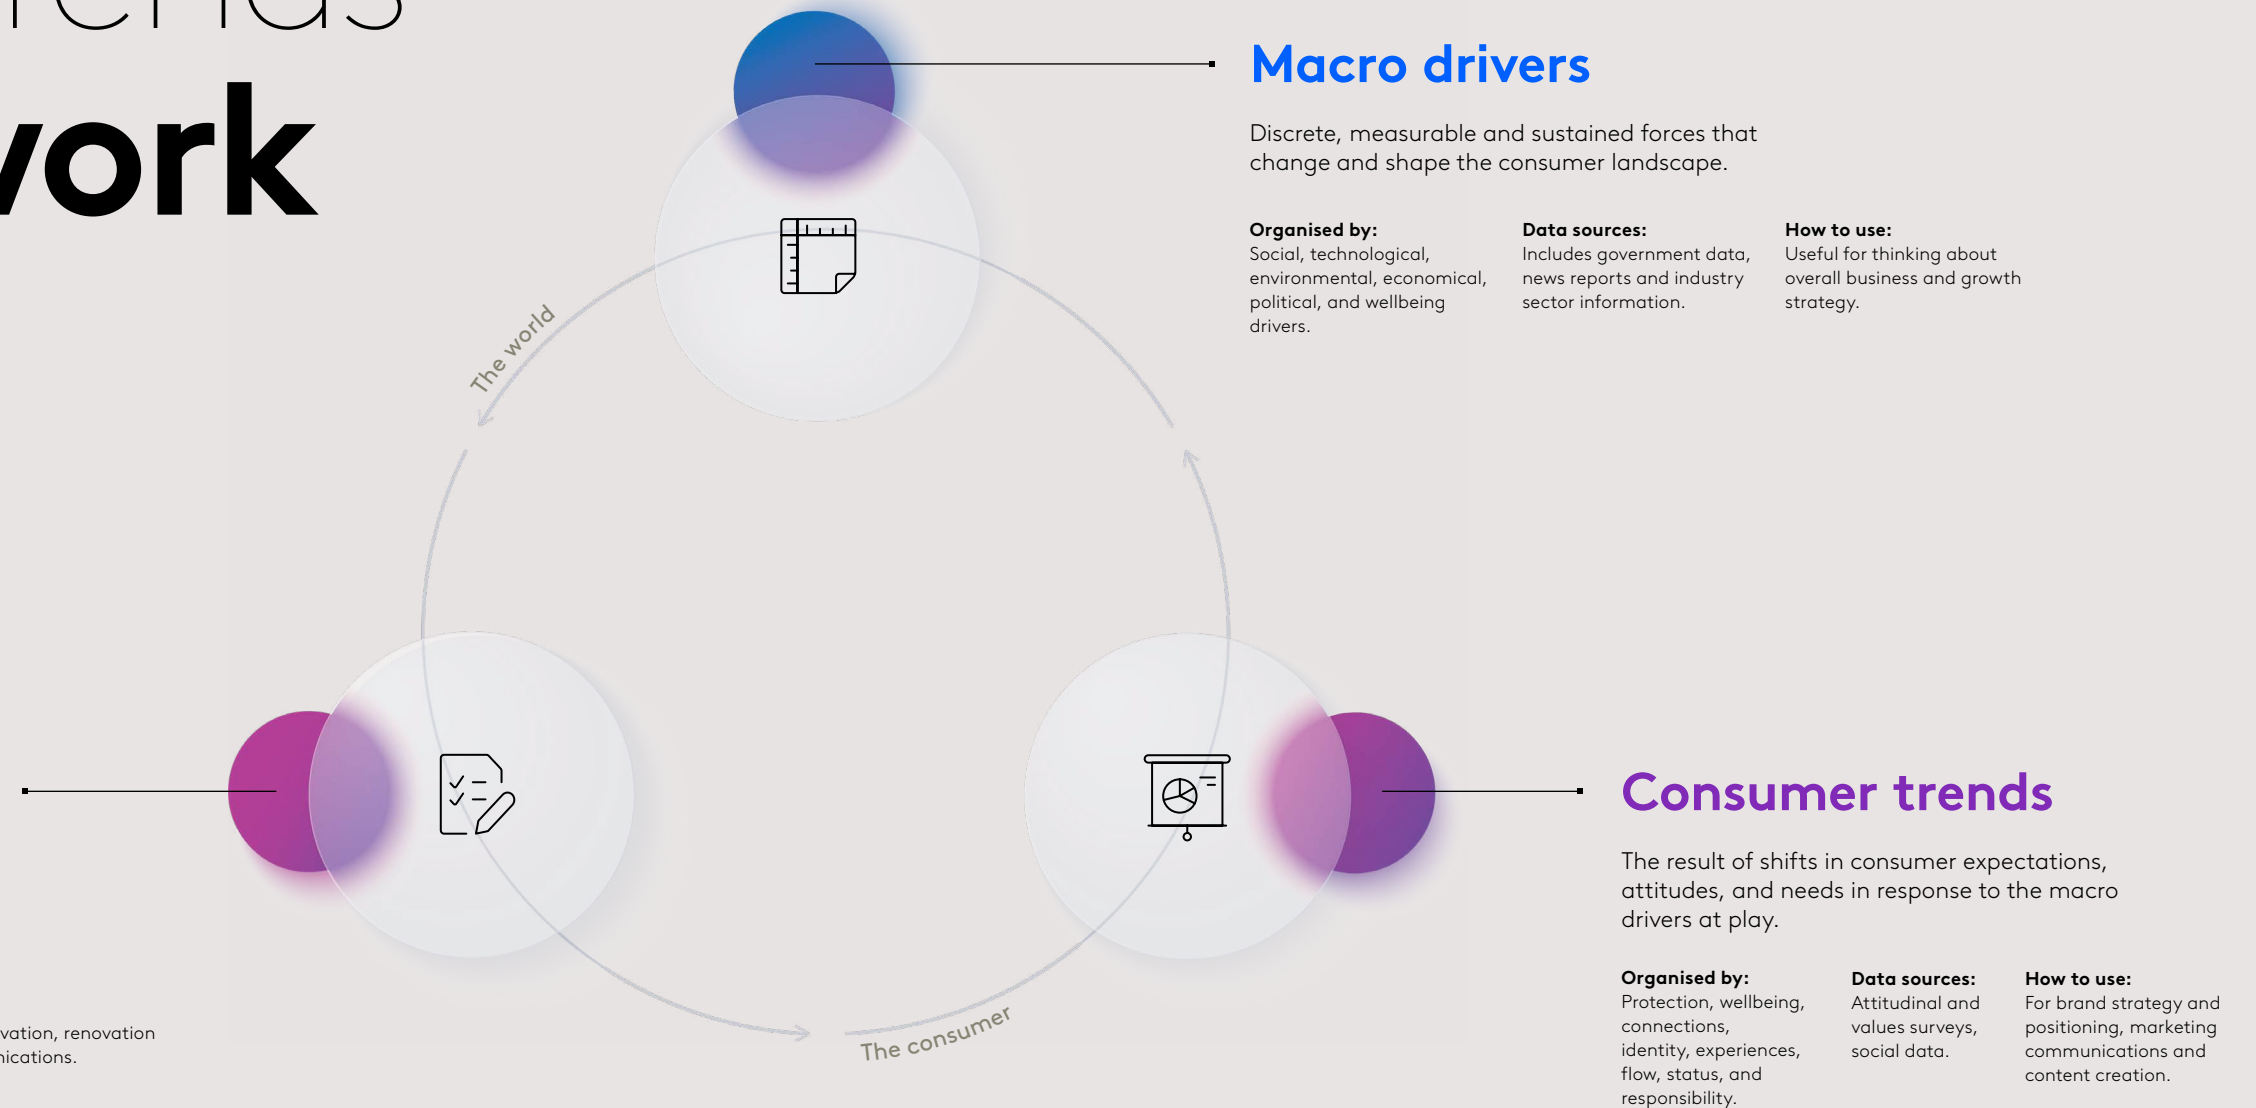 work
Macro drivers
Discrete, measurable and sustained forces that
change and shape the consumer landscape.
Organised by:
Social, technological,
environmental, economical,
political, and wellbeing
drivers.
Data sources:
Includes government data,
news reports and industry
sector information.
How to use:
Useful for thinking about
overall business and growth
strategy.
The world
Consumer trends
The result of shifts in consumer expectations,
attitudes, and needs in response to the macro
drivers at play.
Organised by:
Protection, wellbeing,
connections,
identity, experiences,
flow, status, and
responsibility.
Data sources:
Attitudinal and
values surveys,
social data.
How to use:
For brand strategy and
positioning, marketing
communications and
content creation.
The consumer
renovation